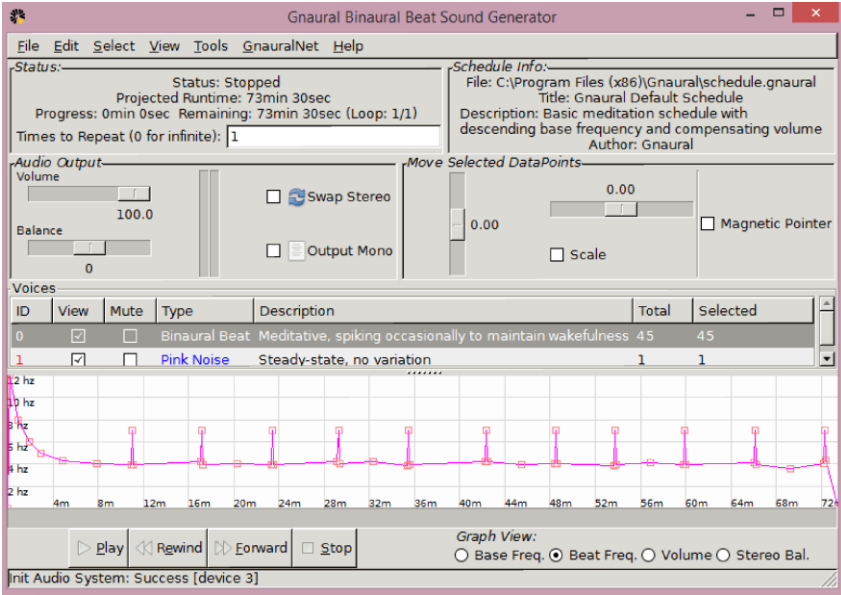 Gnaural Binaural Beat Sound Generator
File Edit Select View Tools GnauralNet Help
Status:
Status: Stopped
Projected Runtime: 73min 30sec
Progress: 0min 0sec Remaining: 73min 30sec (Loop: 1/1)
Times to Repeat (0 for infinite): 1
Schedule Info:
File: C:\Program Files (x86)\Gnaural\schedule.gnaural
Title: Gnaural Default Schedule
Description: Basic meditation schedule with
descending base frequency and compensating volume
Author: Gnaural
Audio Output
Volume
100.0
Balance
0
Swap Stereo
Output Mono
Move Selected DataPoints
0.00
0.00
Scale
Magnetic Pointer
Voices
ID View Mute Type Description Total Selected
0 Binaural Beat Meditative, spiking occasionally to maintain wakefulness 45 45
1 Pink Noise Steady-state, no variation 1 1
12 hz
10 hz
8 hz
6 hz
4 hz
2 hz
4m 8m 12m 16m 20m 24m 28m 32m 36m 40m 44m 48m 52m 56m 60m 64m 68m 72m
Play Rewind Forward Stop
Graph View:
Base Freq. Beat Freq. Volume Stereo Bal.
Init Audio System: Success [device 3]